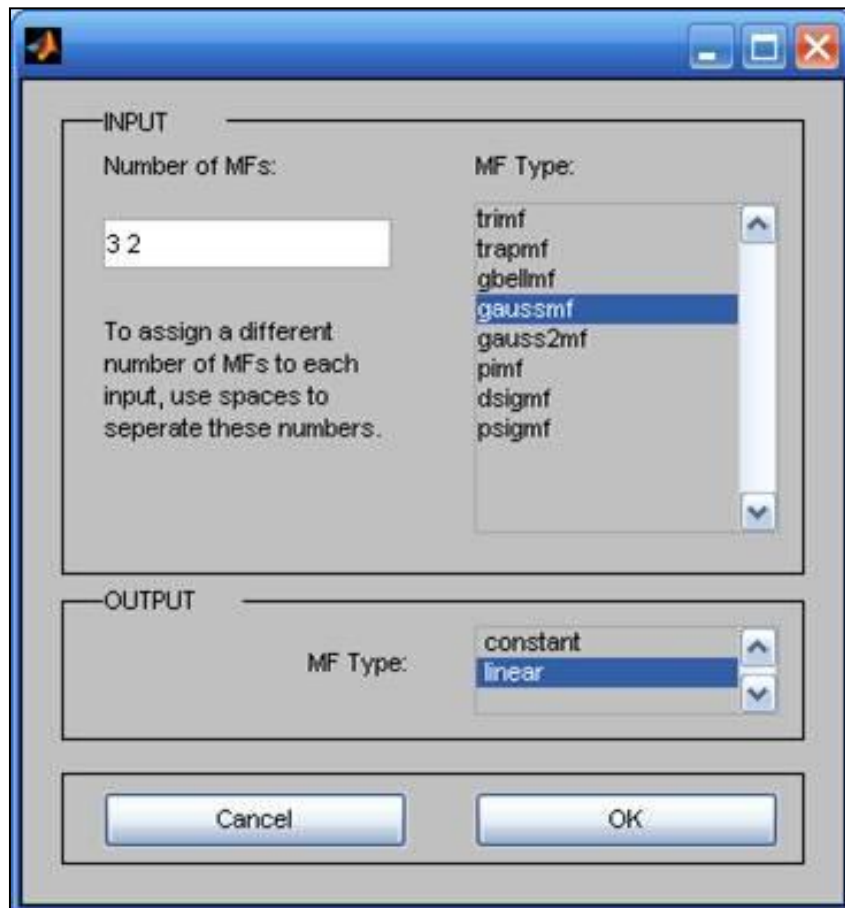 INPUT
Number of MFs:
3 2
To assign a different
number of MFs to each
input, use spaces to
seperate these numbers.
MF Type:
trimf
trapmf
gbellmf
gaussmf
gauss2mf
pimf
dsigmf
psigmf
OUTPUT
MF Type:
constant
linear
Cancel
OK